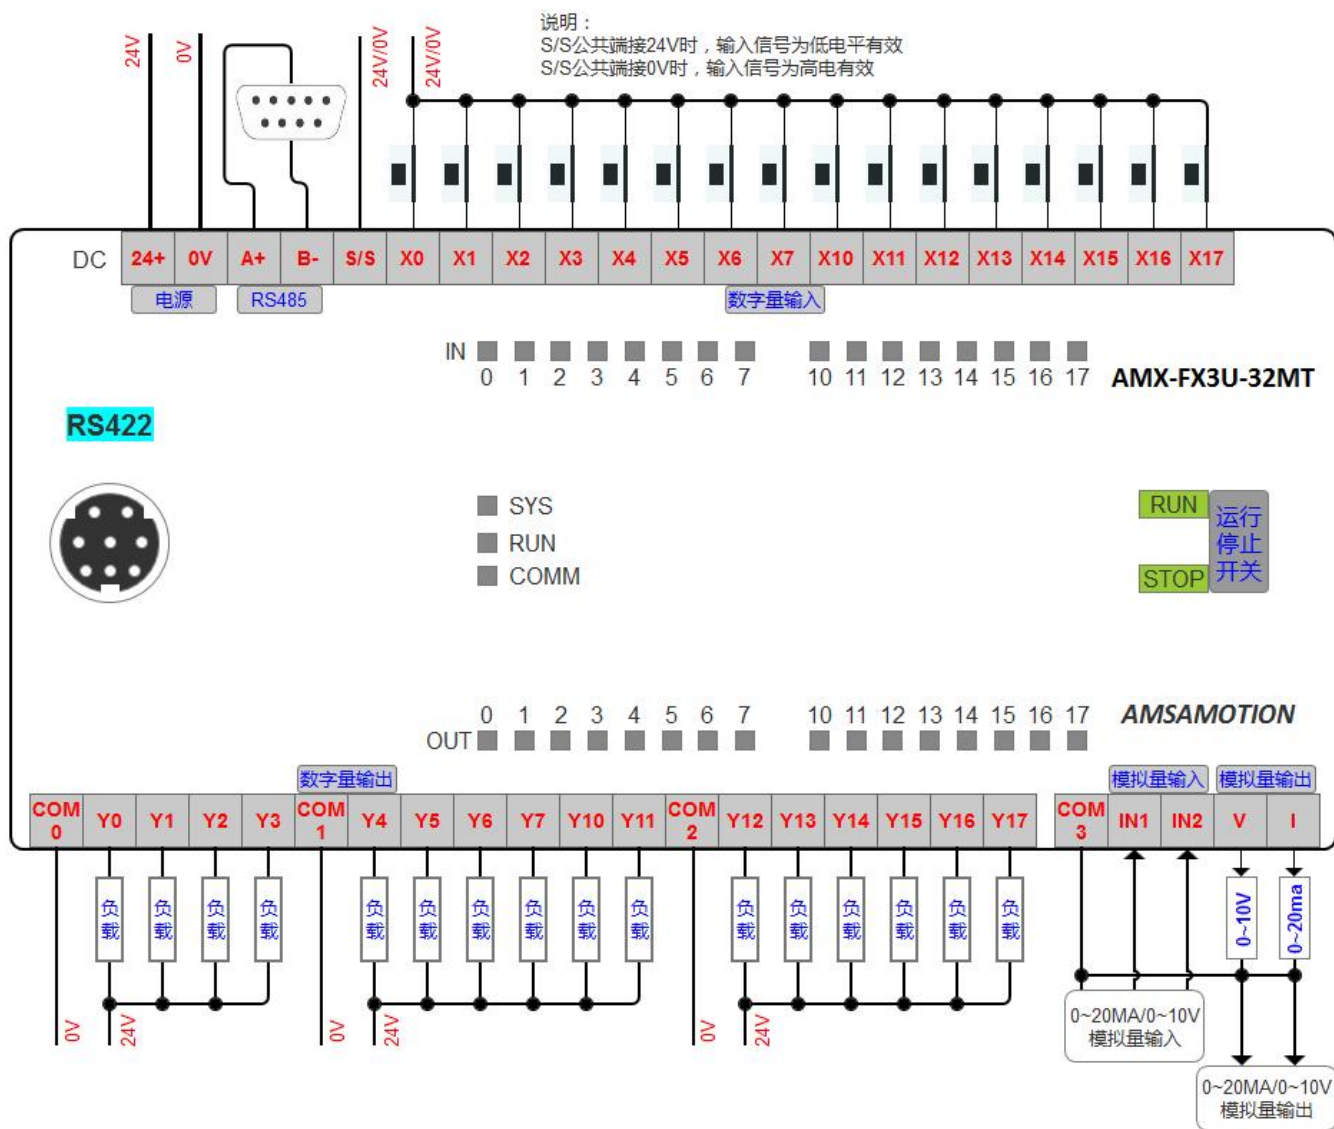 说明：
S/S公共端接24V时，输入信号为低电平有效
S/S公共端接0V时，输入信号为高电有效
24V
0V
24V/0V
24V/0V
DC 24+ 0V A+ B- S/S X0 X1 X2 X3 X4 X5 X6 X7 X10 X11 X12 X13 X14 X15 X16 X17
电源 RS485 数字量输入
IN
0 1 2 3 4 5 6 7 10 11 12 13 14 15 16 17
AMX-FX3U-32MT
RS422
SYS
RUN
COMM
RUN
STOP
运行
停止
开关
0 1 2 3 4 5 6 7 10 11 12 13 14 15 16 17
AMSAMOTION
OUT
数字量输出 模拟量输入 模拟量输出
COM0 Y0 Y1 Y2 Y3 COM1 Y4 Y5 Y6 Y7 Y10 Y11 COM2 Y12 Y13 Y14 Y15 Y16 Y17 COM3 IN1 IN2 V I
负载 负载 负载 负载 负载 负载 负载 负载 负载 负载 负载 负载 负载 负载 负载 负载
0~10V
0~20ma
0V 24V 0V 24V 0V 24V
0~20MA/0~10V
模拟量输入
0~20MA/0~10V
模拟量输出